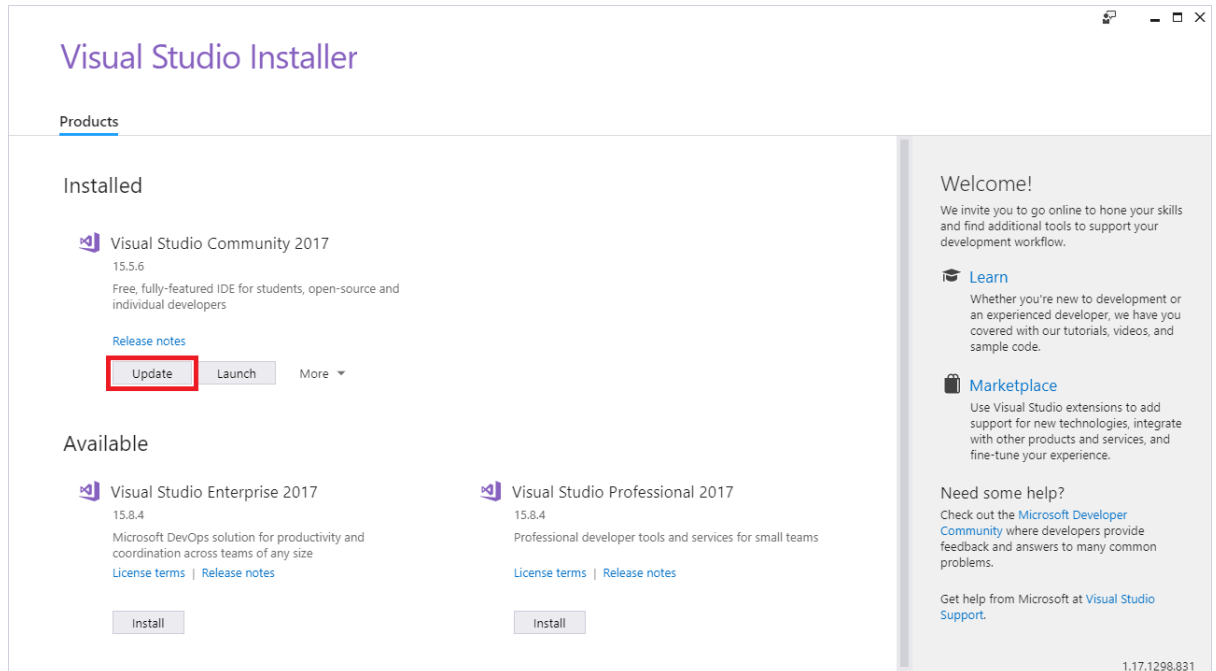 Visual Studio Installer
Products
Installed
Visual Studio Community 2017
15.5.6
Free, fully-featured IDE for students, open-source and
individual developers
Release notes
Update Launch More
Available
Visual Studio Enterprise 2017
15.8.4
Microsoft DevOps solution for productivity and
coordination across teams of any size
License terms | Release notes
Install
Visual Studio Professional 2017
15.8.4
Professional developer tools and services for small teams
License terms | Release notes
Install
Welcome!
We invite you to go online to hone your skills
and find additional tools to support your
development workflow.
Learn
Whether you're new to development or
an experienced developer, we have you
covered with our tutorials, videos, and
sample code.
Marketplace
Use Visual Studio extensions to add
support for new technologies, integrate
with other products and services, and
fine-tune your experience.
Need some help?
Check out the Microsoft Developer
Community where developers provide
feedback and answers to many common
problems.
Get help from Microsoft at Visual Studio
Support.
1.17.1298.831